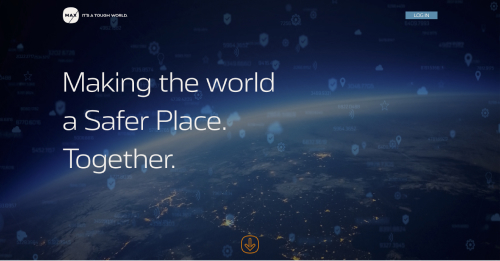 MAX
IT'S A TOUGH WORLD.
LOG IN
Making the world
a Safer Place.
Together.